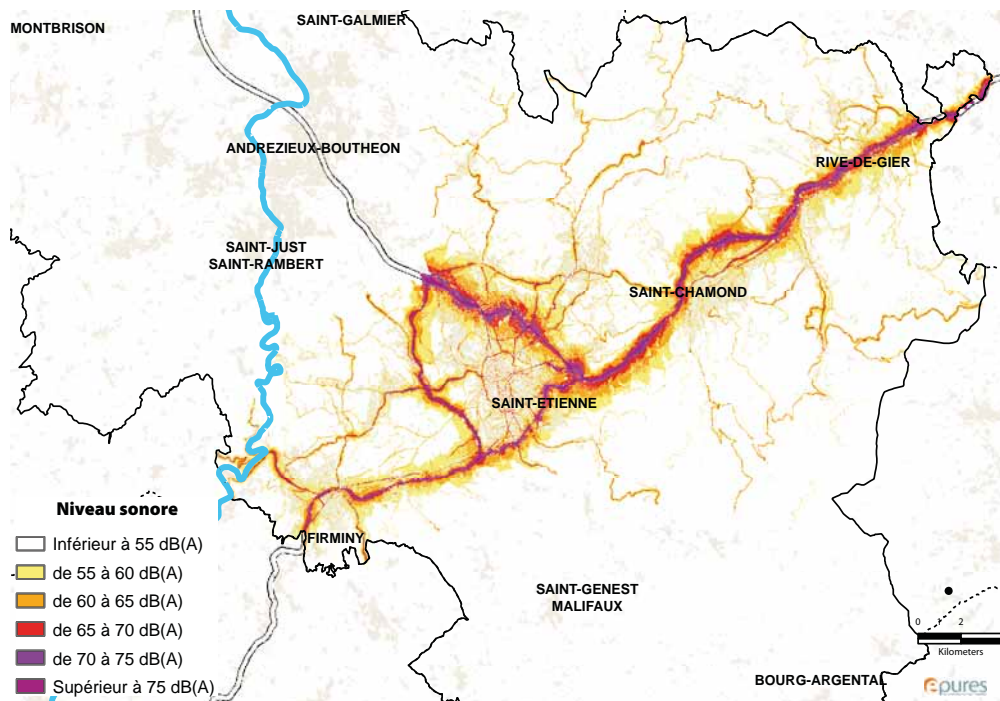 MONTBRISON
SAINT-GALMIER
ANDREZIEUX-BOUTHEON
RIVE-DE-GIER
SAINT-JUST
SAINT-RAMBERT
SAINT-CHAMOND
SAINT-ETIENNE
Niveau sonore
Inférieur à 55 dB(A)
de 55 à 60 dB(A)
de 60 à 65 dB(A)
de 65 à 70 dB(A)
de 70 à 75 dB(A)
Supérieur à 75 dB(A)
FIRMINY
SAINT-GENEST
MALIFAUX
0 1 2
Kilometers
BOURG-ARGENTAL
epures